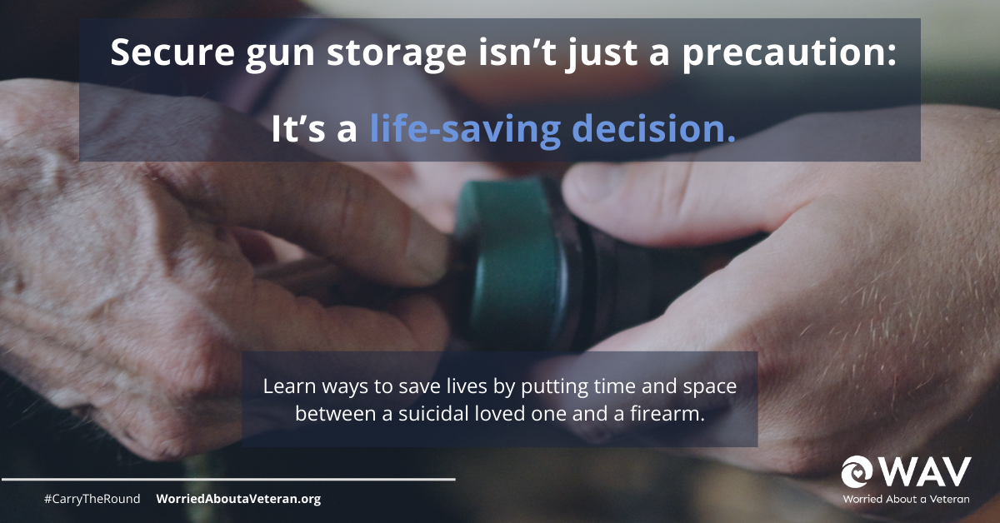 Secure gun storage isn’t just a precaution:
It’s a life-saving decision.
Learn ways to save lives by putting time and space
between a suicidal loved one and a firearm.
#CarryTheRound WorriedAboutaVeteran.org
WAV
Worried About a Veteran